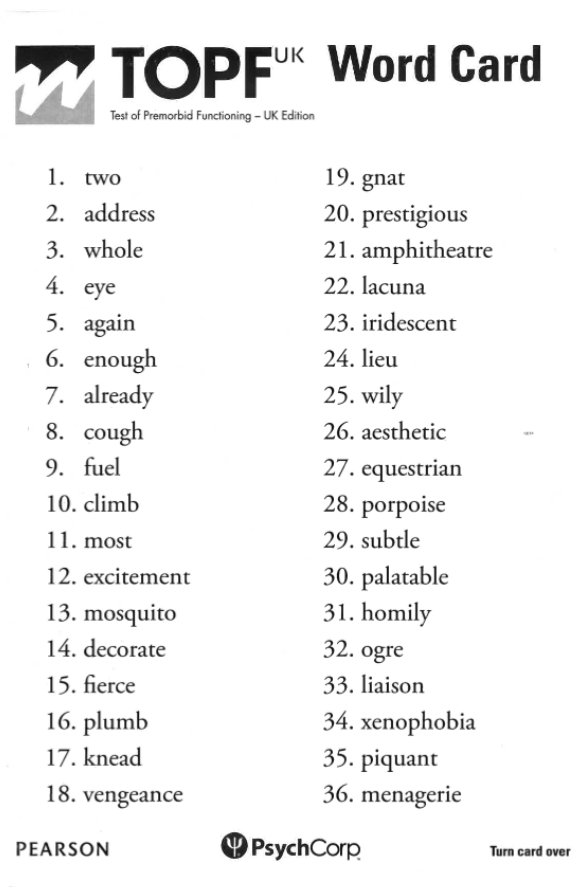 TOPF UK Word Card
Test of Premorbid Functioning – UK Edition
1. two
2. address
3. whole
4. eye
5. again
6. enough
7. already
8. cough
9. fuel
10. climb
11. most
12. excitement
13. mosquito
14. decorate
15. fierce
16. plumb
17. knead
18. vengeance
19. gnat
20. prestigious
21. amphitheatre
22. lacuna
23. iridescent
24. lieu
25. wily
26. aesthetic
27. equestrian
28. porpoise
29. subtle
30. palatable
31. homily
32. ogre
33. liaison
34. xenophobia
35. piquant
36. menagerie
PEARSON
PsychCorp
Turn card over